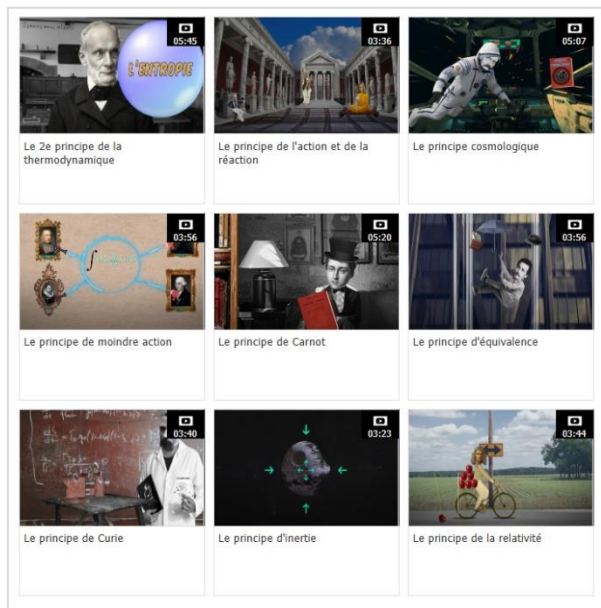 05:45
L'ENTROPIE
Le 2e principe de la
thermodynamique
03:36
Le principe de l'action et de la
réaction
05:07
Le principe cosmologique
03:56
Le principe de moindre action
05:20
Le principe de Carnot
03:56
Le principe d'équivalence
03:40
Le principe de Curie
03:23
Le principe d'inertie
03:44
Le principe de la relativité